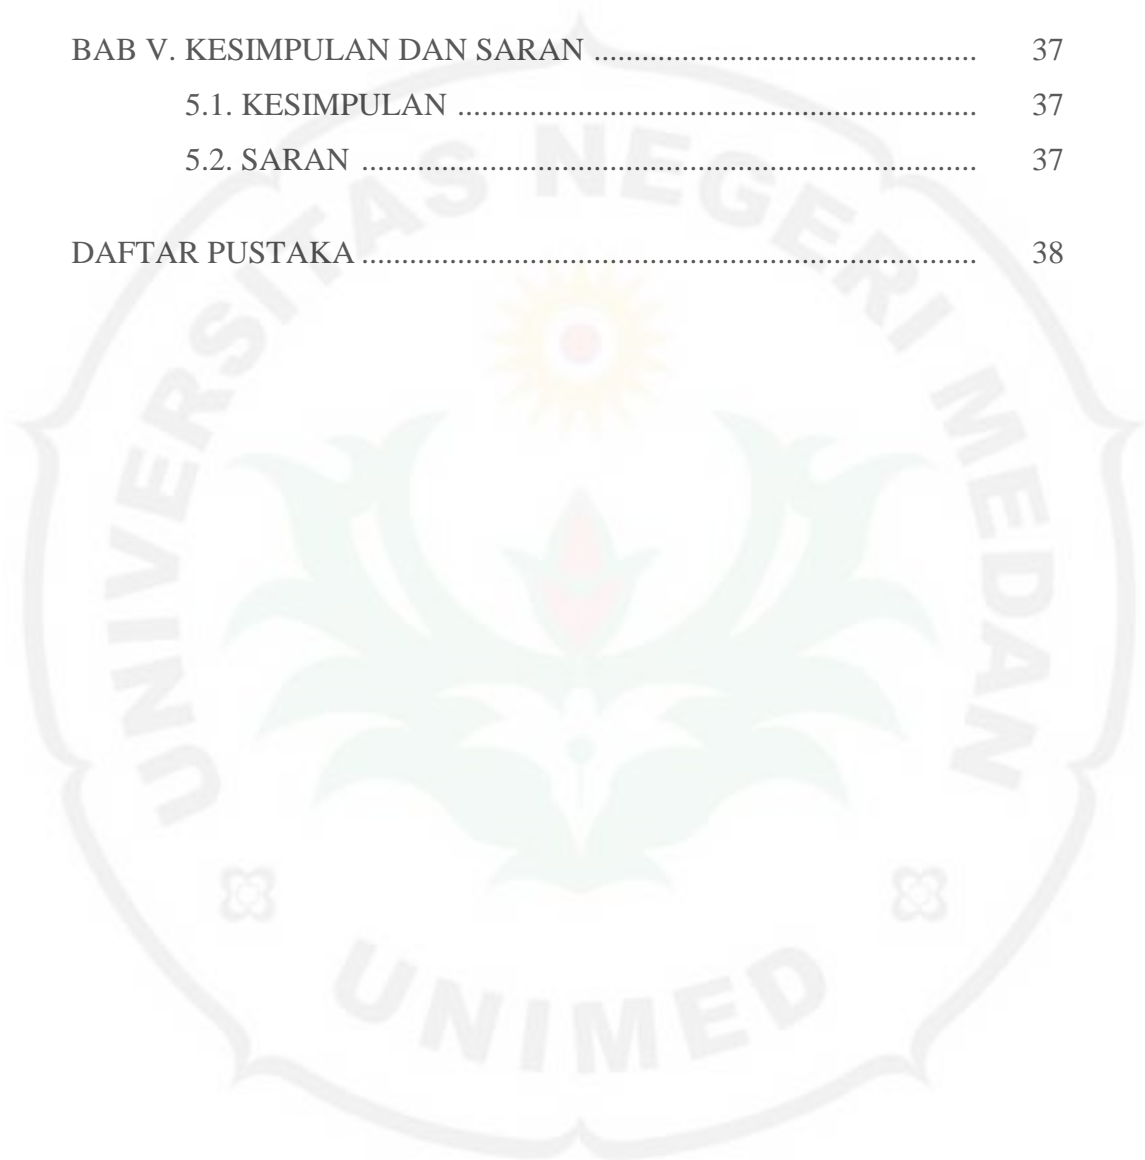 BAB V. KESIMPULAN DAN SARAN ................................................ 37
5.1. KESIMPULAN ................................................................. 37
5.2. SARAN ............................................................................. 37
DAFTAR PUSTAKA ............................................................................. 38
UNIVERSITAS NEGERI MEDAN
UNIMED